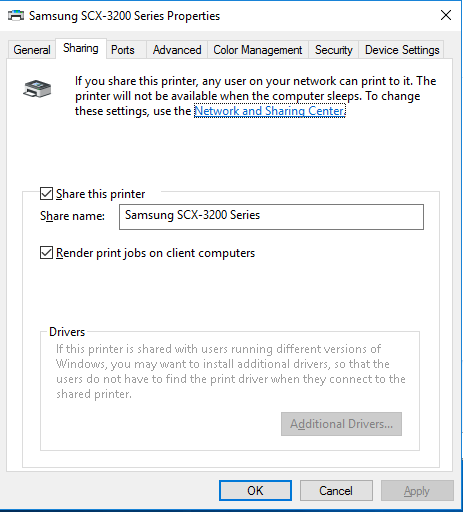 Samsung SCX-3200 Series Properties
General Sharing Ports Advanced Color Management Security Device Settings
If you share this printer, any user on your network can print to it. The
printer will not be available when the computer sleeps. To change
these settings, use the Network and Sharing Center.
Share this printer
Share name: Samsung SCX-3200 Series
Render print jobs on client computers
Drivers
If this printer is shared with users running different versions of
Windows, you may want to install additional drivers, so that the
users do not have to find the print driver when they connect to the
shared printer.
Additional Drivers...
OK Cancel Apply